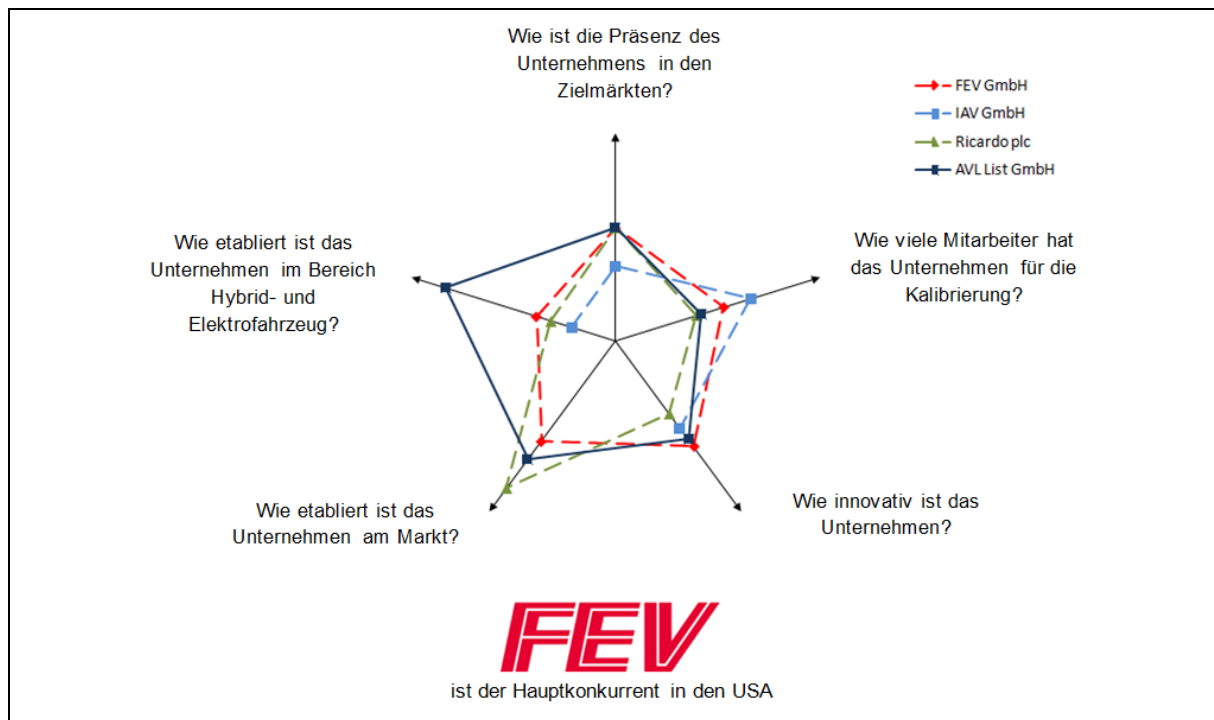 Wie ist die Präsenz des
Unternehmens in den
Zielmärkten?
FEV GmbH
IAV GmbH
Ricardo plc
AVL List GmbH
Wie etabliert ist das
Unternehmen im Bereich
Hybrid- und
Elektrofahrzeug?
Wie viele Mitarbeiter hat
das Unternehmen für die
Kalibrierung?
Wie etabliert ist das
Unternehmen am Markt?
Wie innovativ ist das
Unternehmen?
FEV
ist der Hauptkonkurrent in den USA